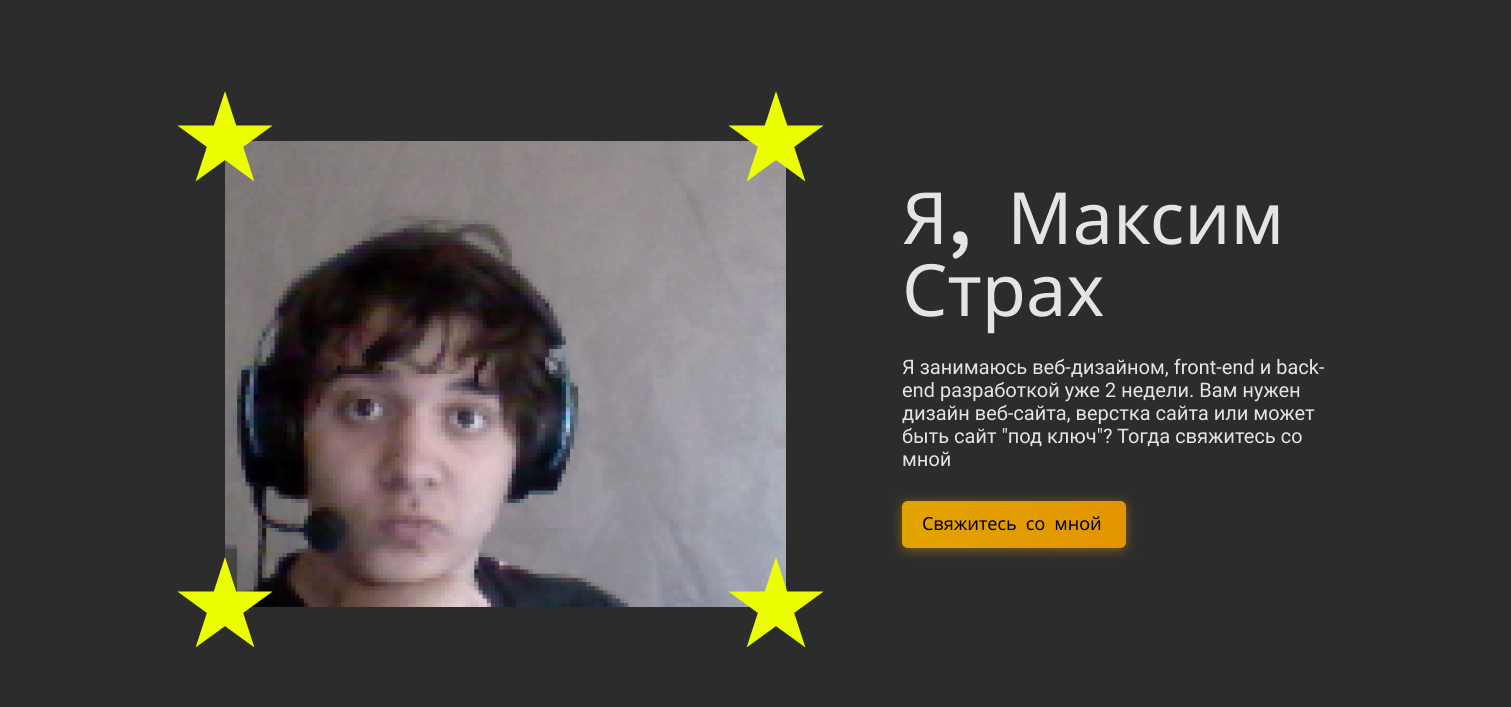 Я, Максим
Страх
Я занимаюсь веб-дизайном, front-end и back-
end разработкой уже 2 недели. Вам нужен
дизайн веб-сайта, верстка сайта или может
быть сайт "под ключ"? Тогда свяжитесь со
мной
Свяжитесь со мной